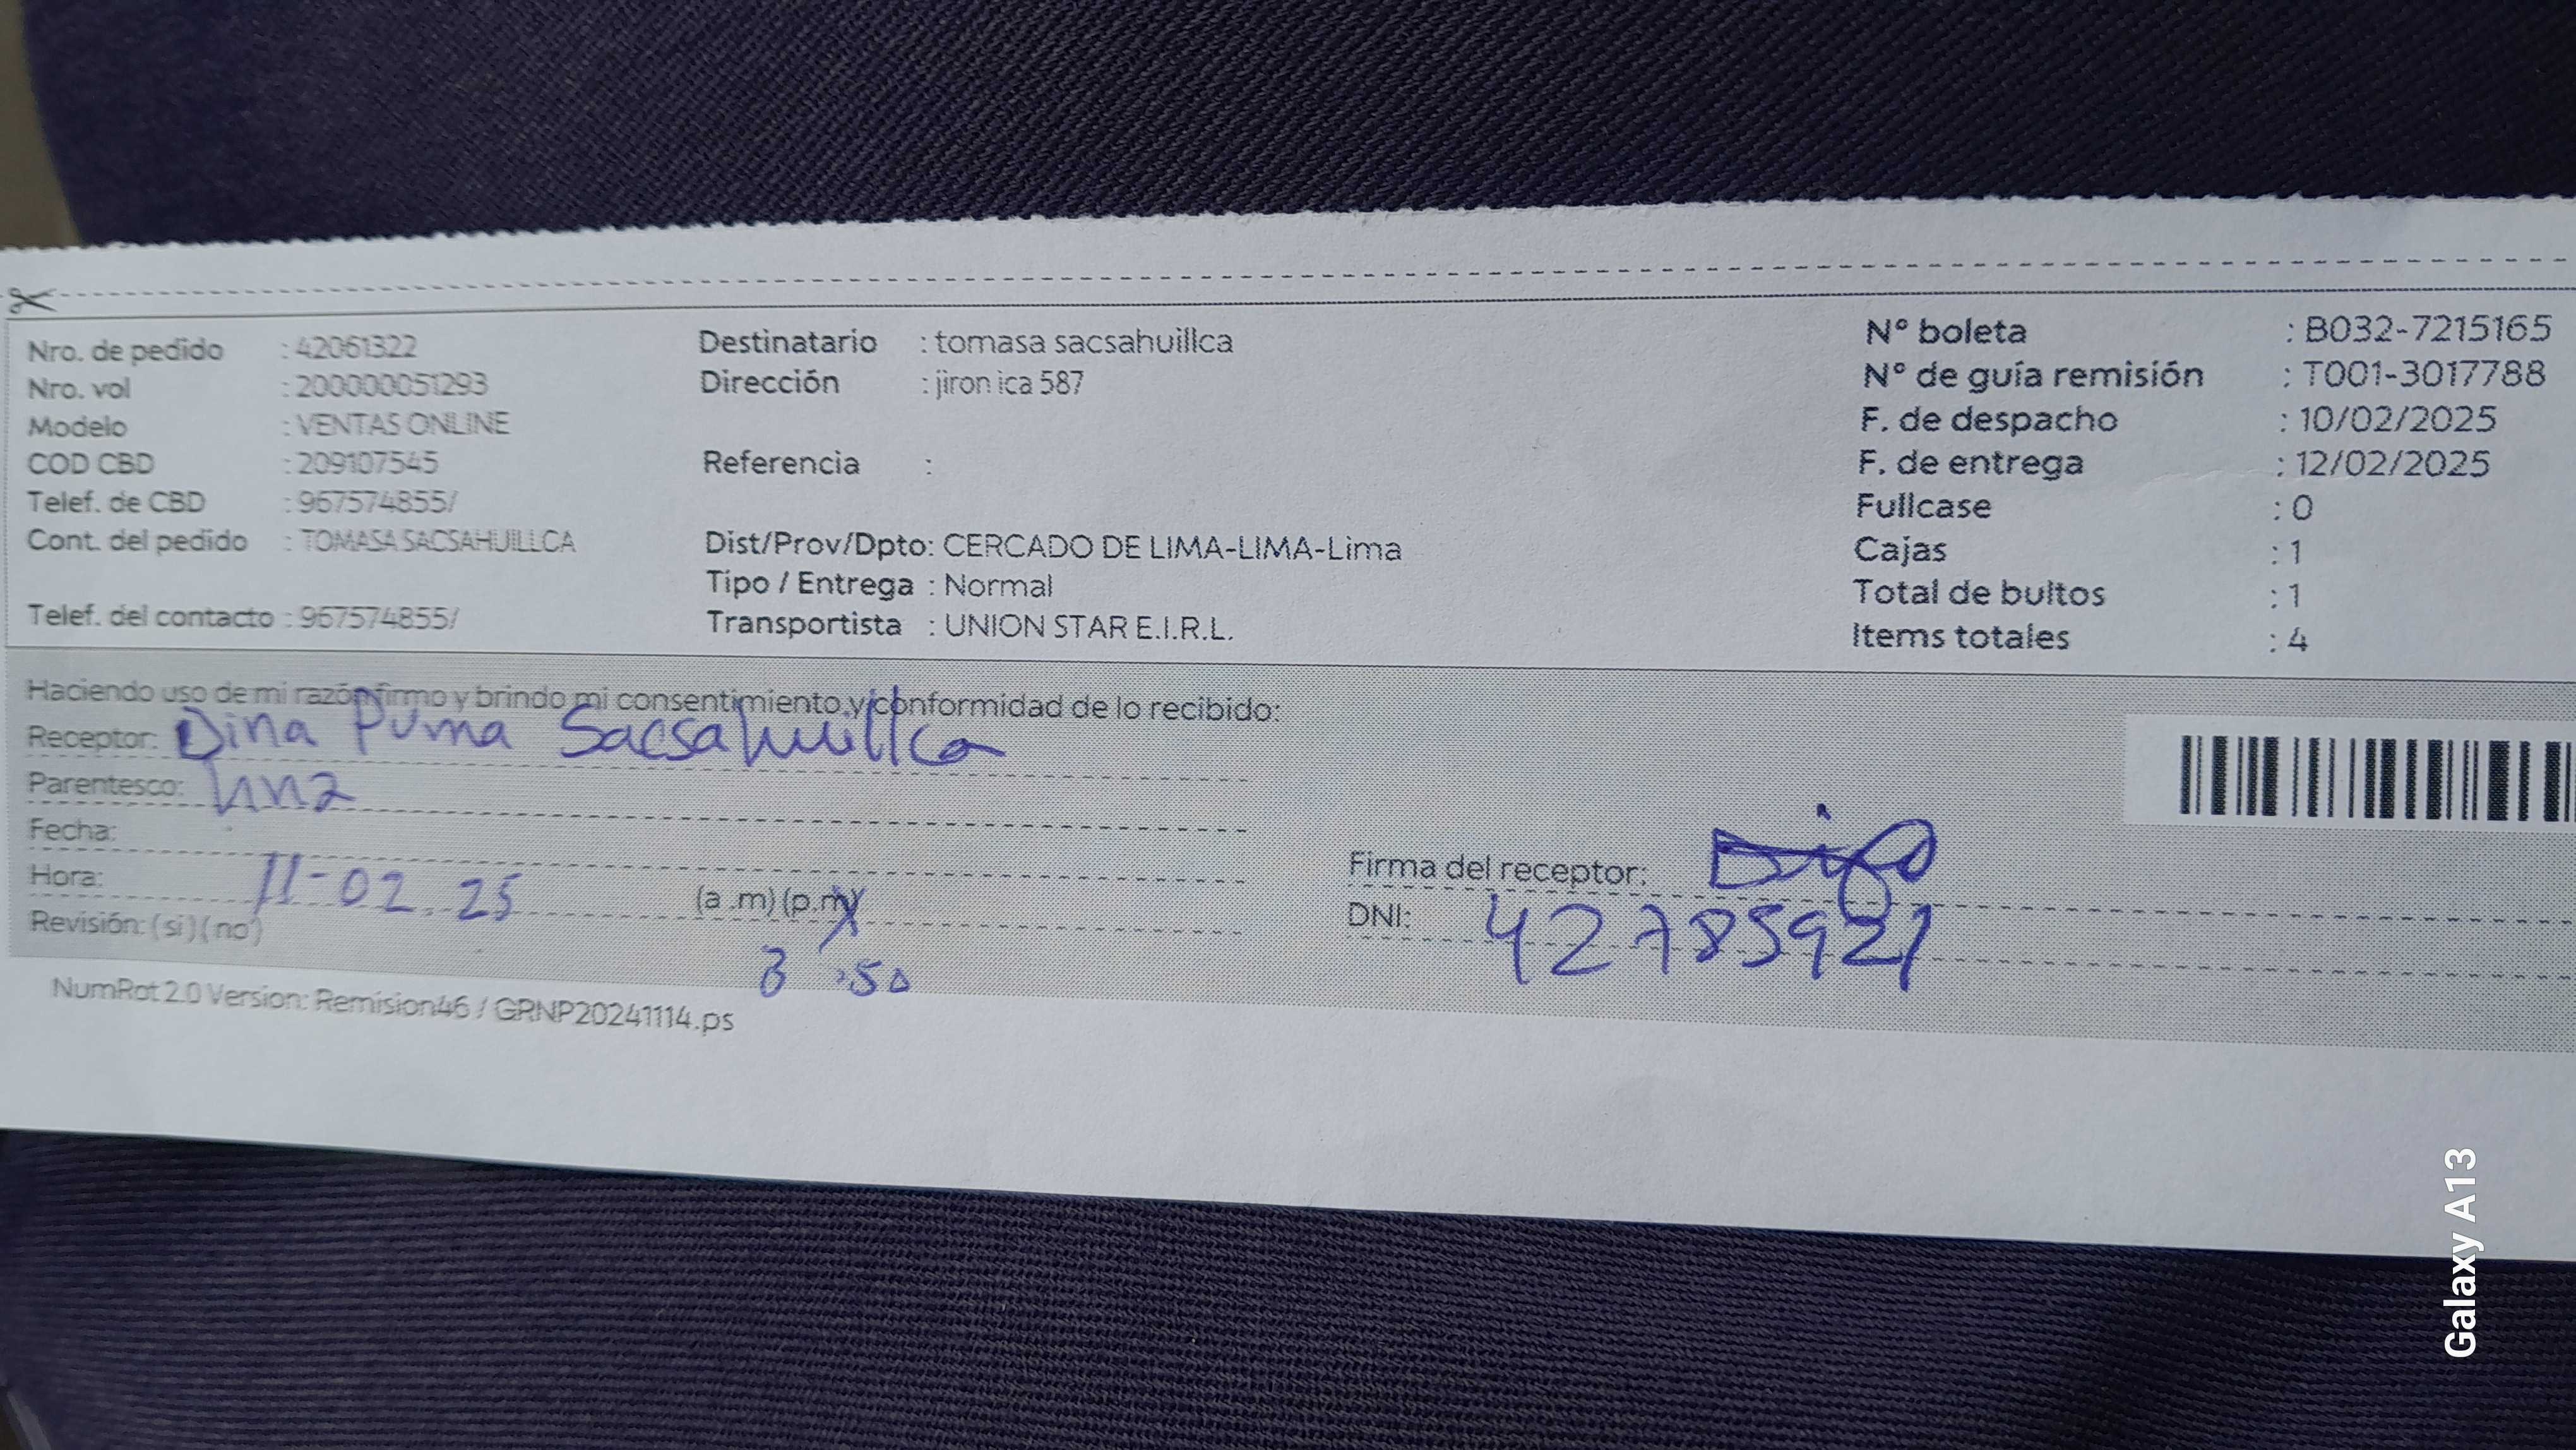 Nro. de pedido : 42061322
Nro. vol : 200000051293
Modelo : VENTAS ONLINE
COD CBD : 209107545
Telef. de CBD : 967574855/
Cont. del pedido : TOMASA SACSAHUILLCA
Telef. del contacto : 967574855/
Destinatario : tomasa sacsahuillca
Dirección : jiron ica 587
Referencia :
Dist/Prov/Dpto: CERCADO DE LIMA-LIMA-Lima
Tipo / Entrega : Normal
Transportista : UNION STAR E.I.R.L.
N° boleta : B032-7215165
N° de guía remisión : T001-3017788
F. de despacho : 10/02/2025
F. de entrega : 12/02/2025
Fullcase : 0
Cajas : 1
Total de bultos : 1
Items totales : 4
Haciendo uso de mi razón firmo y brindo mi consentimiento y conformidad de lo recibido:
Receptor: Dina Puma Sacsahuillca
Parentesco:
Fecha:
Hora: 11-02.25 (a .m) (p.m)
Revisión: (si) (no)
3 :50
Firma del receptor:
DNI: 42785921
NumRot 2.0 Version: Remision46 / GRNP20241114.ps
Galaxy A13